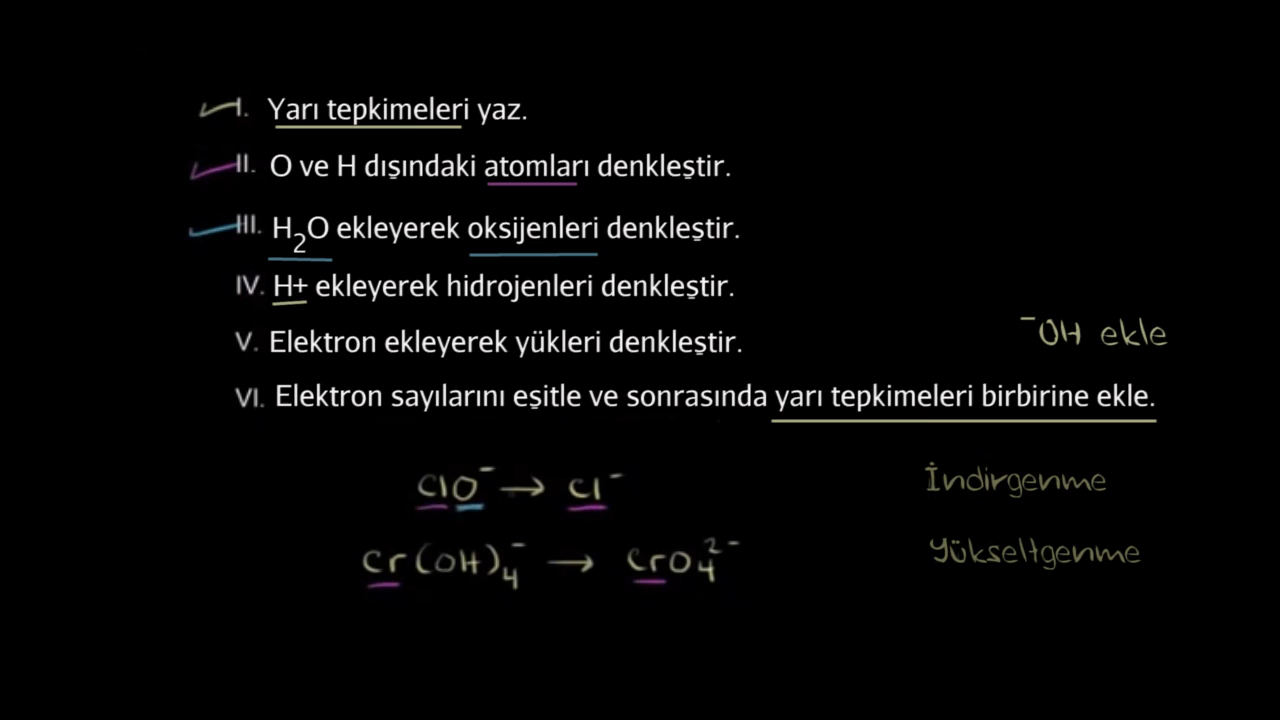 I. Yarı tepkimeleri yaz.
II. O ve H dışındaki atomları denkleştir.
III. H₂O ekleyerek oksijenleri denkleştir.
IV. H+ ekleyerek hidrojenleri denkleştir.
V. Elektron ekleyerek yükleri denkleştir.
⁻OH ekle
VI. Elektron sayılarını eşitle ve sonrasında yarı tepkimeleri birbirine ekle.
ClO⁻ → Cl⁻ İndirgenme
Cr(OH)₄⁻ → CrO₄²⁻ Yükseltgenme